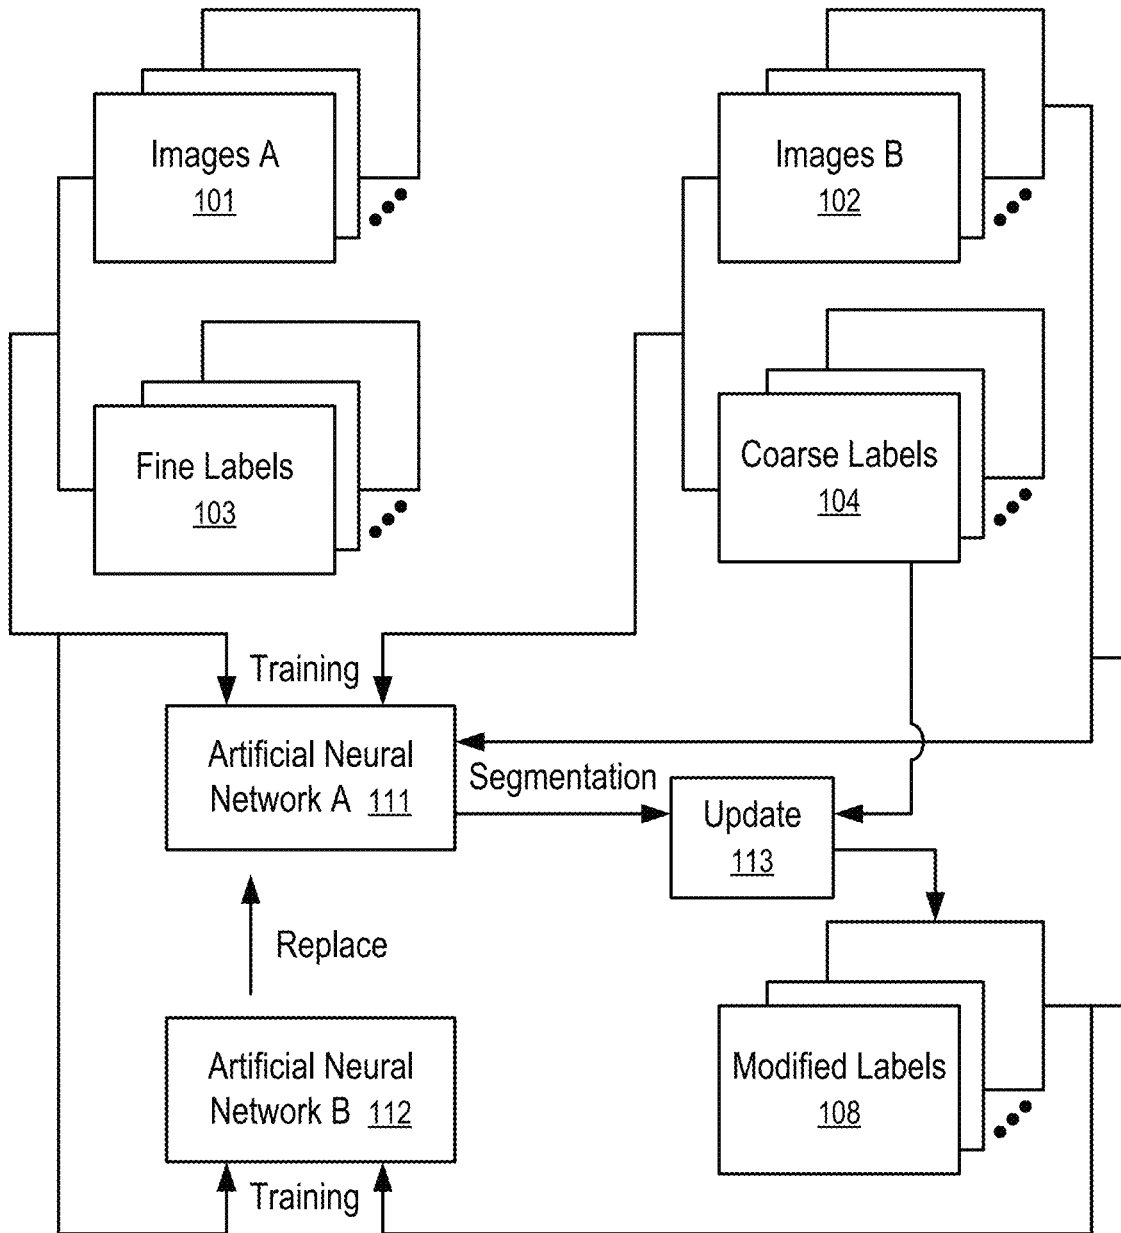 Images A
101
Images B
102
Fine Labels
103
Coarse Labels
104
Training
Artificial Neural
Network A 111
Segmentation
Update
113
Replace
Artificial Neural
Network B 112
Modified Labels
108
Training